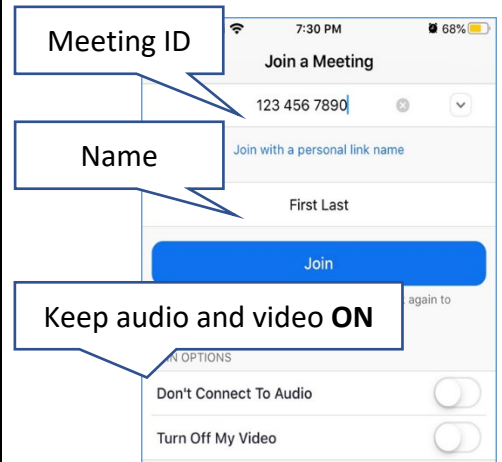 Meeting ID
7:30 PM
68%
Join a Meeting
123 456 7890
Join with a personal link name
Name
First Last
Join
again to
Keep audio and video ON
OPTIONS
Don't Connect To Audio
Turn Off My Video